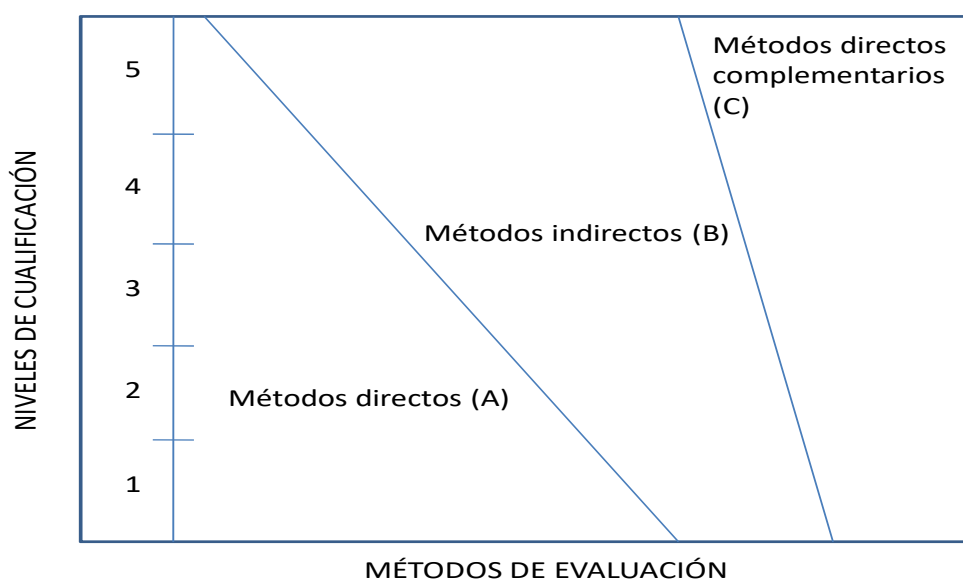 NIVELES DE CUALIFICACIÓN
5
4
3
2
1
Métodos directos
complementarios
(C)
Métodos indirectos (B)
Métodos directos (A)
MÉTODOS DE EVALUACIÓN